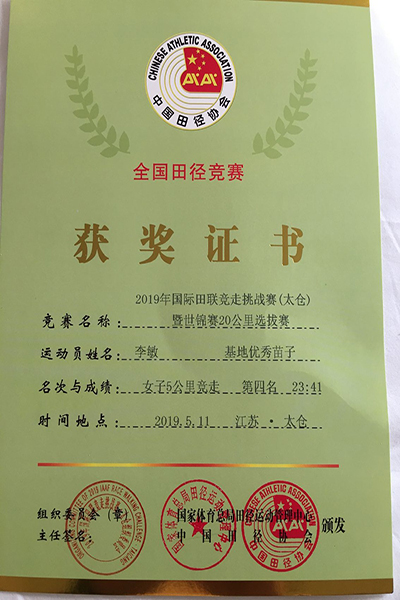 CHINESE ATHLETIC ASSOCIATION
中国田径协会
全国田径竞赛
获奖证书
2019年国际田联竞走挑战赛(太仓)
竞赛名称: 暨世锦赛20公里选拔赛
运动员姓名: 李敏 基地优秀苗子
名次与成绩: 女子5公里竞走 第四名 23:41
时间地点: 2019.5.11 江苏·太仓
组织委员会(章) 国家体育总局田径运动管理中心
主任签名: 中国田径协会 颁发